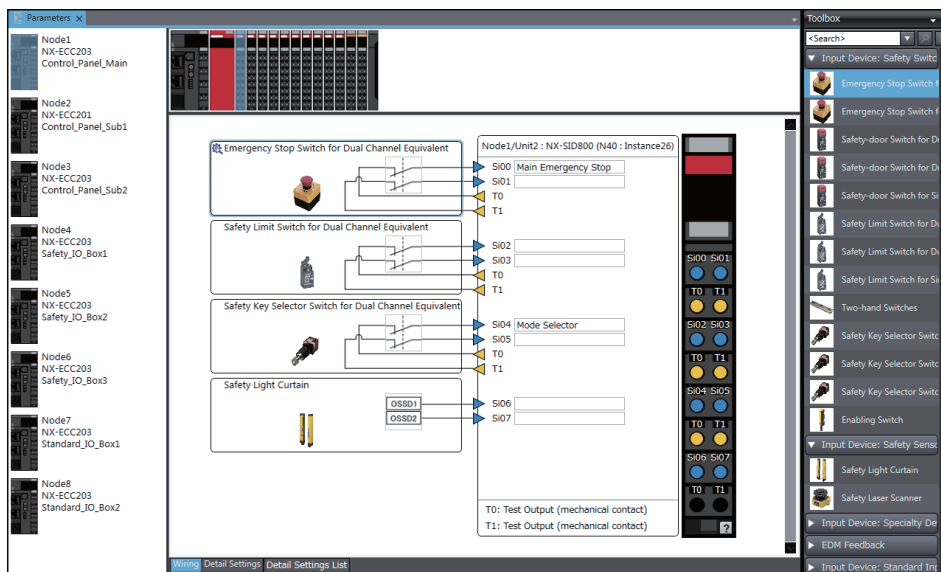 Parameters
Node1
NX-ECC203
Control_Panel_Main
Node2
NX-ECC201
Control_Panel_Sub1
Node3
NX-ECC203
Control_Panel_Sub2
Node4
NX-ECC203
Safety_IO_Box1
Node5
NX-ECC203
Safety_IO_Box2
Node6
NX-ECC203
Safety_IO_Box3
Node7
NX-ECC203
Standard_IO_Box1
Node8
NX-ECC203
Standard_IO_Box2
Emergency Stop Switch for Dual Channel Equivalent
Safety Limit Switch for Dual Channel Equivalent
Safety Key Selector Switch for Dual Channel Equivalent
Safety Light Curtain
OSSD1
OSSD2
Node1/Unit2 : NX-SID800 (N40 : Instance26)
Si00 Main Emergency Stop
Si01
T0
T1
Si02
Si03
T0
T1
Si04 Mode Selector
Si05
T0
T1
Si06
Si07
T0: Test Output (mechanical contact)
T1: Test Output (mechanical contact)
Si00 Si01
T0 T1
Si02 Si03
T0 T1
Si04 Si05
T0 T1
Si06 Si07
T0 T1
?
Wiring Detail Settings Detail Settings List
Toolbox
<Search>
Input Device: Safety Switc
Emergency Stop Switch f
Emergency Stop Switch f
Safety-door Switch for Du
Safety-door Switch for Du
Safety-door Switch for Si
Safety Limit Switch for Du
Safety Limit Switch for Du
Safety Limit Switch for Sin
Two-hand Switches
Safety Key Selector Switc
Safety Key Selector Switc
Safety Key Selector Switc
Enabling Switch
Input Device: Safety Senso
Safety Light Curtain
Safety Laser Scanner
Input Device: Specialty De
EDM Feedback
Input Device: Standard Inp